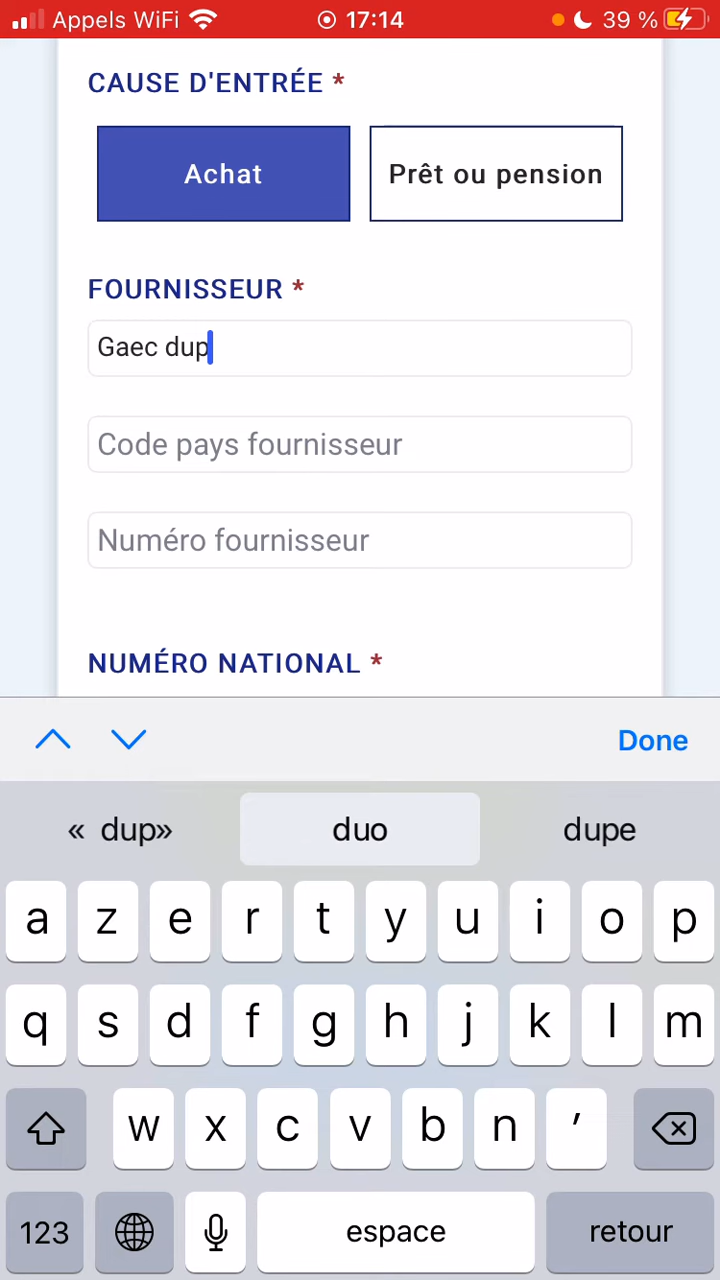 Appels WiFi 17:14 39 %
CAUSE D'ENTRÉE *
Achat Prêt ou pension
FOURNISSEUR *
Gaec dup
Code pays fournisseur
Numéro fournisseur
NUMÉRO NATIONAL *
Done
« dup» duo dupe
a z e r t y u i o p
q s d f g h j k l m
w x c v b n ’
123 espace retour